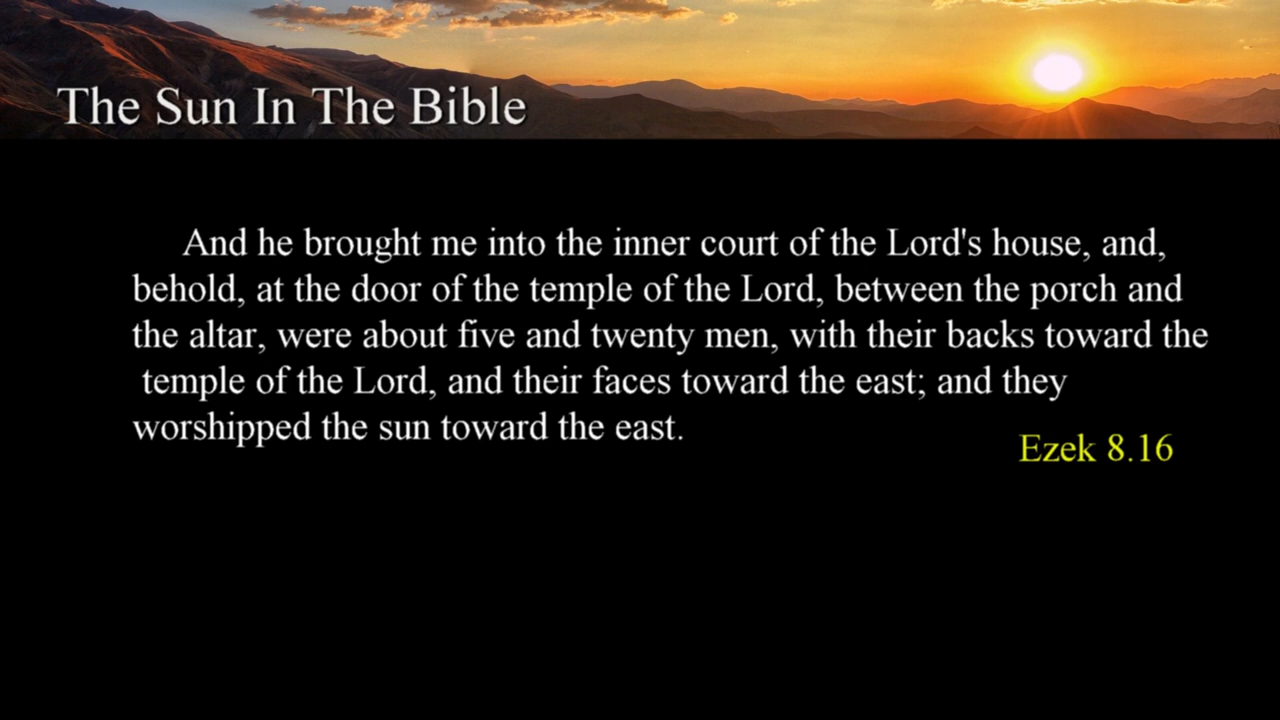 The Sun In The Bible
And he brought me into the inner court of the Lord's house, and,
behold, at the door of the temple of the Lord, between the porch and
the altar, were about five and twenty men, with their backs toward the
temple of the Lord, and their faces toward the east; and they
worshipped the sun toward the east.
Ezek 8.16